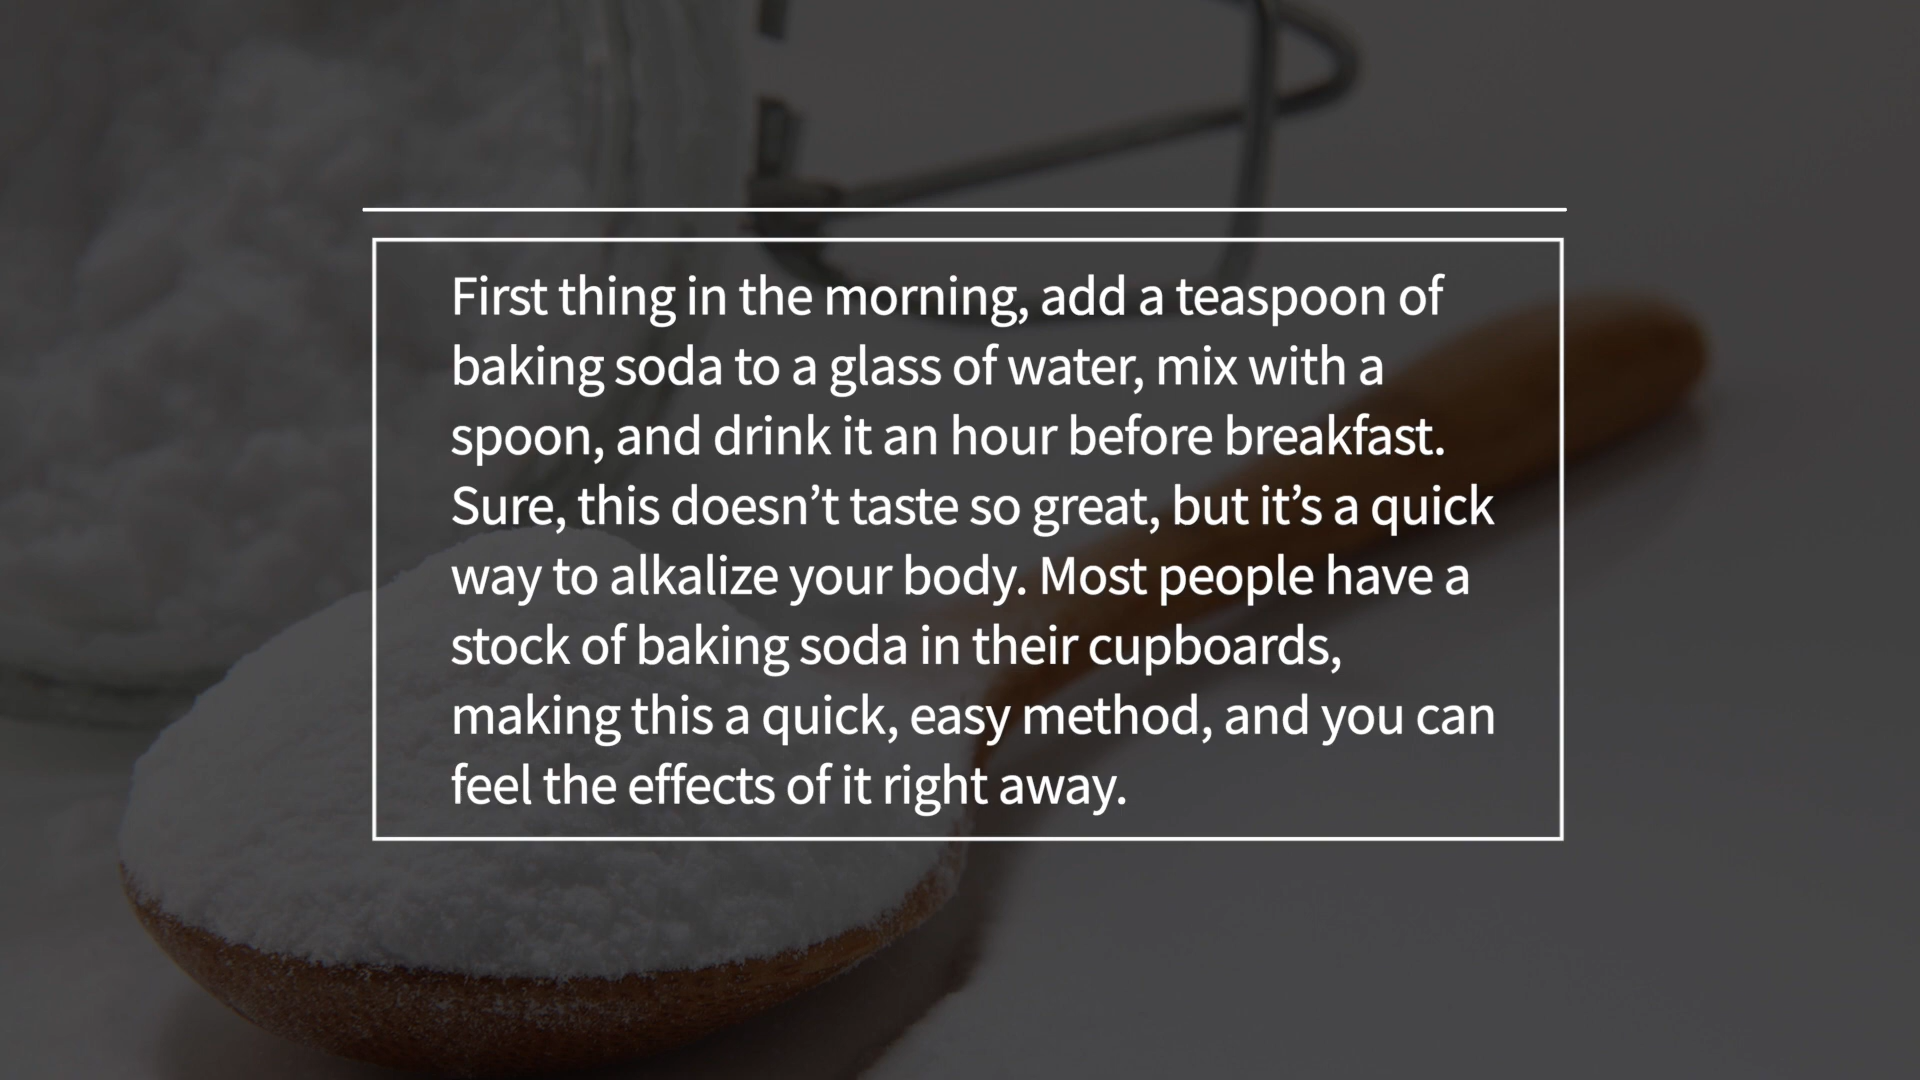 First thing in the morning, add a teaspoon of
baking soda to a glass of water, mix with a
spoon, and drink it an hour before breakfast.
Sure, this doesn’t taste so great, but it’s a quick
way to alkalize your body. Most people have a
stock of baking soda in their cupboards,
making this a quick, easy method, and you can
feel the effects of it right away.